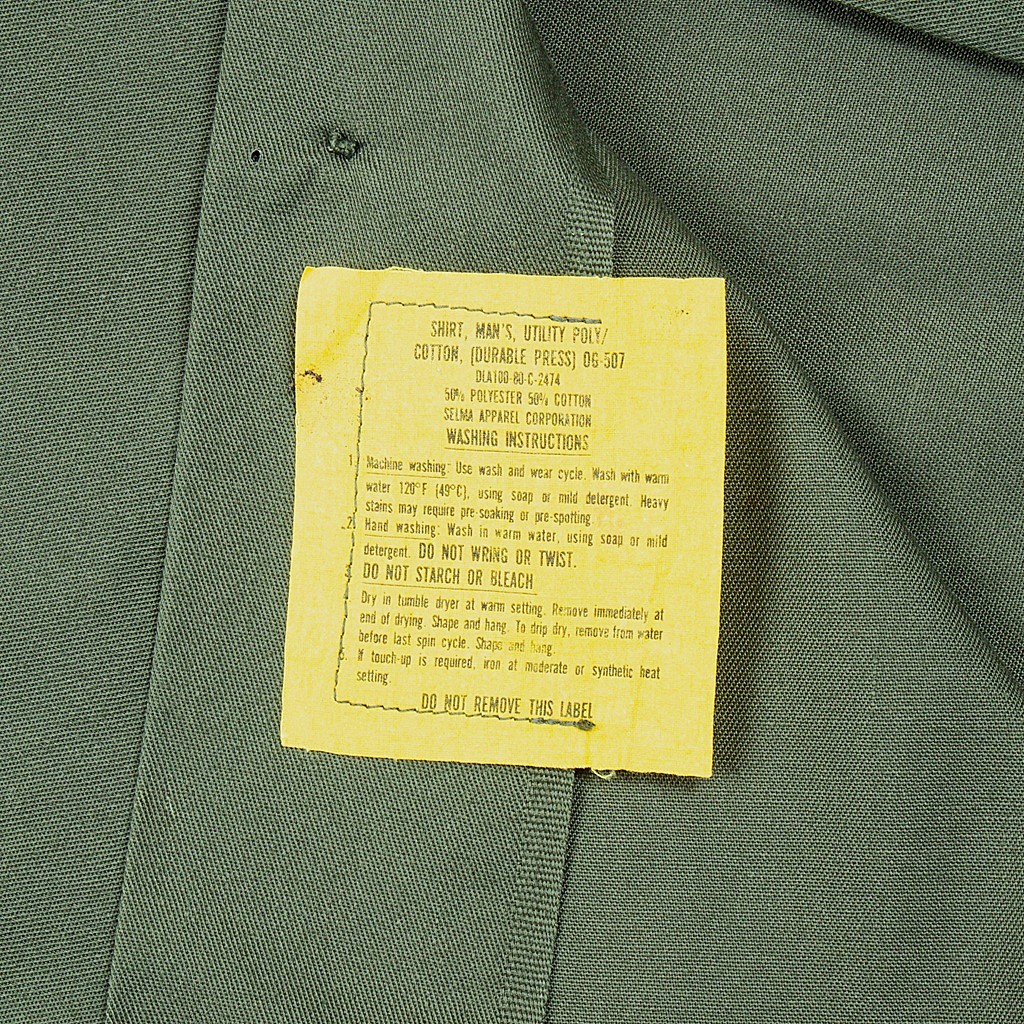 SHIRT, MAN'S, UTILITY POLY/
COTTON, (DURABLE PRESS) OG-507
DLA100-80-C-2474
50% POLYESTER 50% COTTON
SELMA APPAREL CORPORATION
WASHING INSTRUCTIONS
1. Machine washing: Use wash and wear cycle. Wash with warm
water 120°F (49°C), using soap or mild detergent. Heavy
stains may require pre-soaking or pre-spotting.
2. Hand washing: Wash in warm water, using soap or mild
detergent. DO NOT WRING OR TWIST.
DO NOT STARCH OR BLEACH
Dry in tumble dryer at warm setting. Remove immediately at
end of drying. Shape and hang. To drip dry, remove from water
before last spin cycle. Shape and hang.
If touch-up is required, iron at moderate or synthetic heat
setting.
DO NOT REMOVE THIS LABEL